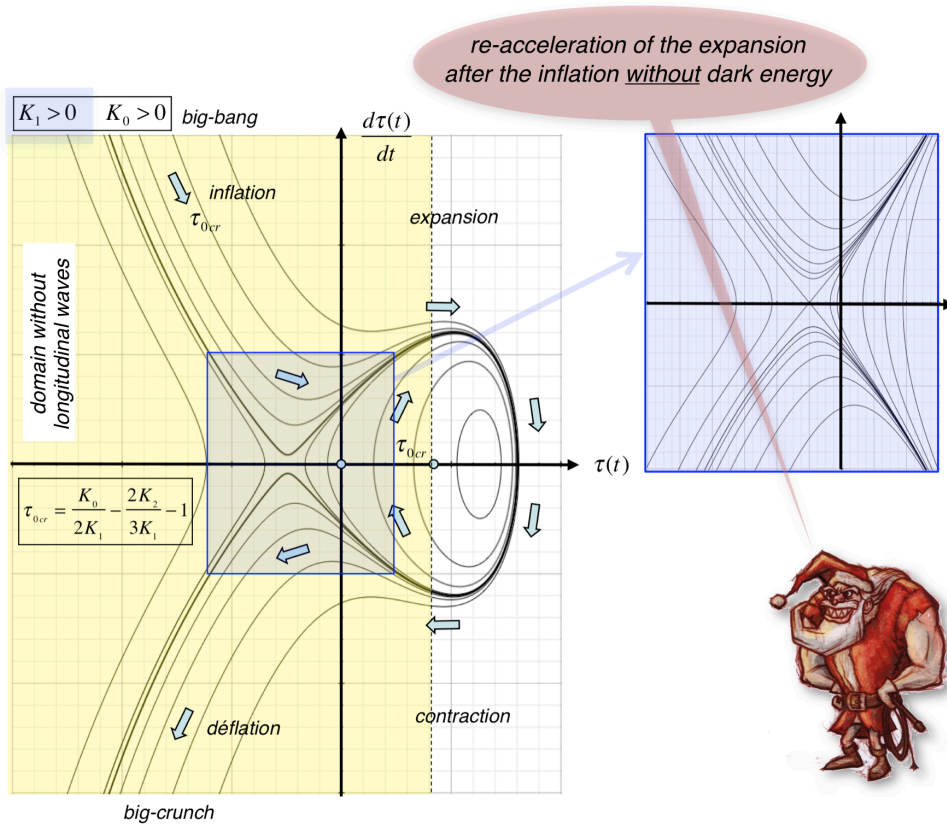 re-acceleration of the expansion
after the inflation without dark energy
K₁ > 0 K₀ > 0
big-bang
dτ(t)
dt
inflation
τ₀cr
expansion
domain without
longitudinal waves
τ₀cr
τ(t)
τ₀cr = K₀/2K₁ − 2K₂/3K₁ − 1
déflation
contraction
big-crunch